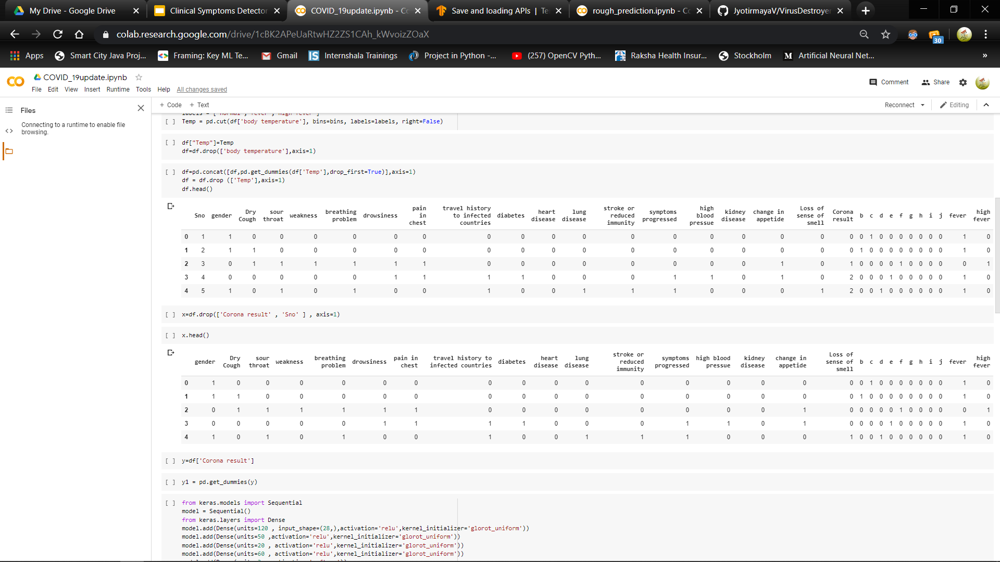 My Drive - Google Drive
Clinical Symptoms Detector
COVID_19update.ipynb - Co
Save and loading APIs | Te
rough_prediction.ipynb - Co
JyotirmayaV/VirusDestroyer
colab.research.google.com/drive/1cBK2APeUaRtwHZ2ZS1CAh_kWvoizZOaX
30
Apps
Smart City Java Proj...
Framing: Key ML Te...
Gmail
Internshala Trainings
Project in Python -...
(257) OpenCV Pyth...
Raksha Health Insur...
Stockholm
Artificial Neural Net...
»
COVID_19update.ipynb
File Edit View Insert Runtime Tools Help All changes saved
Comment
Share
Files
Connecting to a runtime to enable file
browsing.
+ Code + Text
Reconnect
Editing
labels = ['normal','fever','high fever']
[ ] Temp = pd.cut(df['body temperature'], bins=bins, labels=labels, right=False)
[ ] df["Temp"]=Temp
df=df.drop(['body temperature'],axis=1)
[ ] df=pd.concat([df,pd.get_dummies(df['Temp'],drop_first=True)],axis=1)
df = df.drop (['Temp'],axis=1)
df.head()
Sno gender Dry Cough sour throat weakness breathing problem drowsiness pain in chest travel history to infected countries diabetes heart disease lung disease stroke or reduced immunity symptoms progressed high blood pressue kidney disease change in appetide Loss of sense of smell Corona result b c d e f g h i j fever high fever
0 1 1 0 0 0 0 0 0 0 0 0 0 0 0 0 0 0 0 0 0 1 0 0 0 0 0 0 0 1 0
1 2 1 1 0 0 0 0 0 0 0 0 0 0 0 0 0 0 0 0 1 0 0 0 0 0 0 0 0 1 0
2 3 0 1 1 1 1 1 1 0 0 0 0 0 0 0 0 1 0 1 0 0 0 0 1 0 0 0 0 0 1
3 4 0 0 0 0 0 1 1 1 1 0 0 0 1 1 0 1 0 2 0 0 0 1 0 0 0 0 0 1 0
4 5 1 0 1 0 1 0 0 1 0 0 1 1 1 0 0 0 1 2 0 0 1 0 0 0 0 0 0 1 0
[ ] x=df.drop(['Corona result' , 'Sno' ] , axis=1)
[ ] x.head()
gender Dry Cough sour throat weakness breathing problem drowsiness pain in chest travel history to infected countries diabetes heart disease lung disease stroke or reduced immunity symptoms progressed high blood pressue kidney disease change in appetide Loss of sense of smell b c d e f g h i j fever high fever
0 1 0 0 0 0 0 0 0 0 0 0 0 0 0 0 0 0 0 1 0 0 0 0 0 0 0 1 0
1 1 1 0 0 0 0 0 0 0 0 0 0 0 0 0 0 0 1 0 0 0 0 0 0 0 0 1 0
2 0 1 1 1 1 1 1 0 0 0 0 0 0 0 0 1 0 0 0 0 0 1 0 0 0 0 0 1
3 0 0 0 0 0 1 1 1 1 0 0 0 1 1 0 1 0 0 0 0 1 0 0 0 0 0 1 0
4 1 0 1 0 1 0 0 1 0 0 1 1 1 0 0 0 1 0 0 1 0 0 0 0 0 0 1 0
[ ] y=df['Corona result']
[ ] y1 = pd.get_dummies(y)
[ ] from keras.models import Sequential
model = Sequential()
from keras.layers import Dense
model.add(Dense(units=120 , input_shape=(28,),activation='relu',kernel_initializer='glorot_uniform'))
model.add(Dense(units=50 ,activation='relu',kernel_initializer='glorot_uniform'))
model.add(Dense(units=20 , activation='relu',kernel_initializer='glorot_uniform'))
model.add(Dense(units=60 , activation='relu',kernel_initializer='glorot_uniform'))